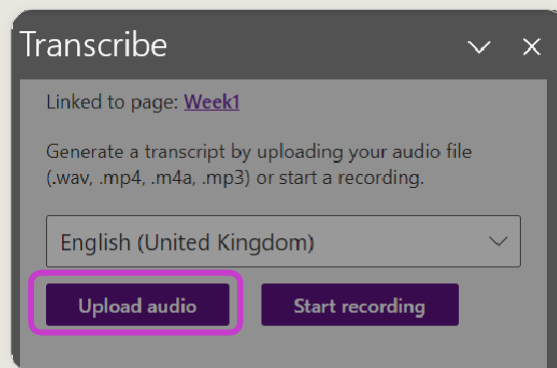 Transcribe
Linked to page: Week1
Generate a transcript by uploading your audio file
(.wav, .mp4, .m4a, .mp3) or start a recording.
English (United Kingdom)
Upload audio Start recording